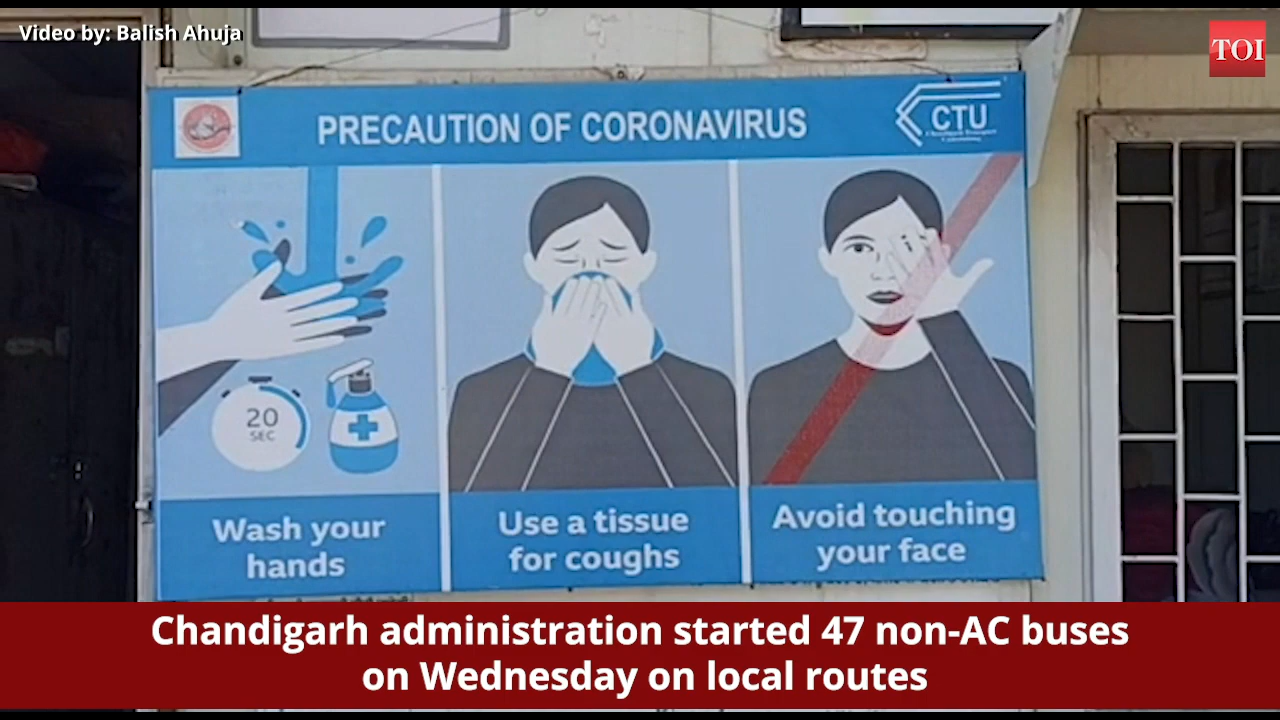 Video by: Balish Ahuja
TOI
PRECAUTION OF CORONAVIRUS
CTU
20
SEC
Wash your
hands
Use a tissue
for coughs
Avoid touching
your face
Chandigarh administration started 47 non-AC buses
on Wednesday on local routes